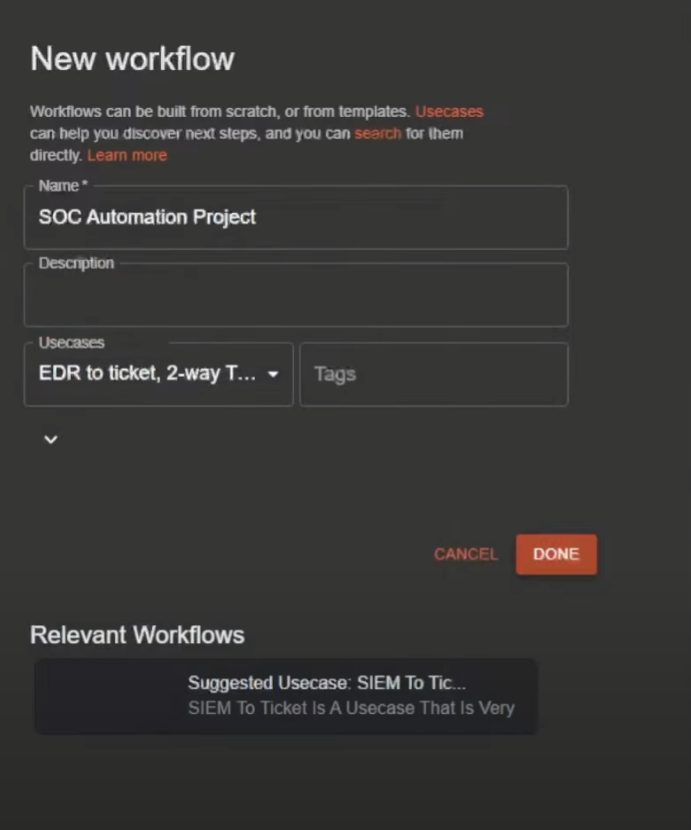 New workflow
Workflows can be built from scratch, or from templates. Usecases
can help you discover next steps, and you can search for them
directly. Learn more
Name *
SOC Automation Project
Description
Usecases
EDR to ticket, 2-way T...
Tags
CANCEL
DONE
Relevant Workflows
Suggested Usecase: SIEM To Tic...
SIEM To Ticket Is A Usecase That Is Very